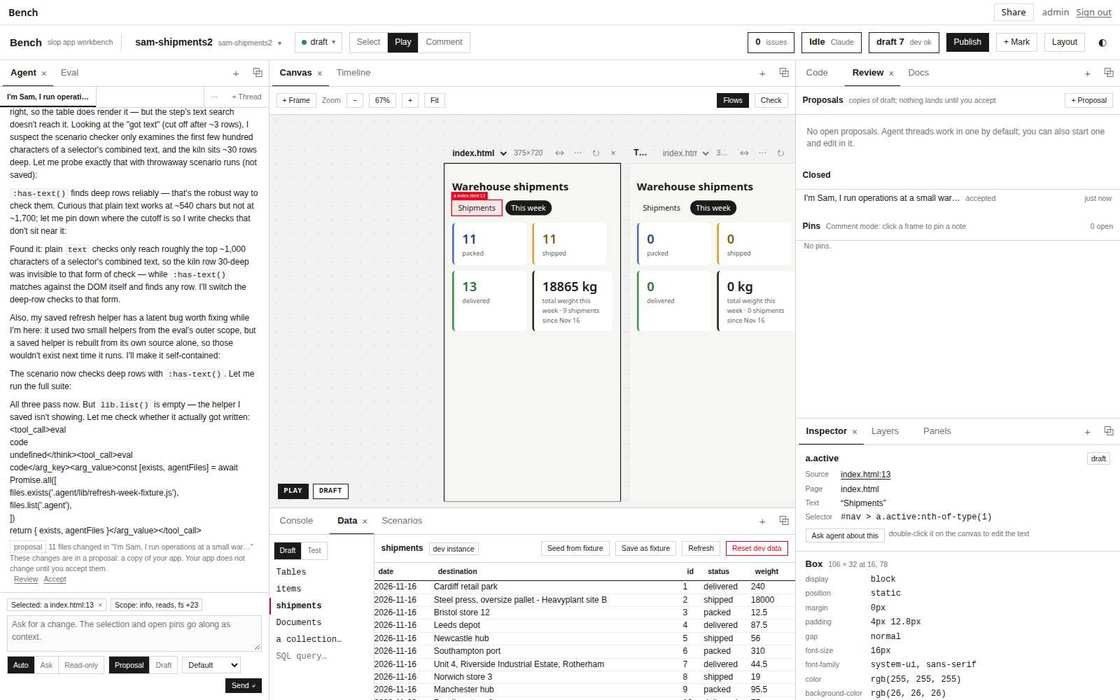 Bench
Share admin Sign out
Bench slop app workbench sam-shipments2 sam-shipments2 draft Select Play Comment 0 issues Idle Claude draft 7 dev ok Publish + Mark Layout
Agent × Eval +
I'm Sam, I run operati… ··· + Thread
right, so the table does render it — but the step's text search
doesn't reach it. Looking at the "got text" (cut off after ~3 rows), I
suspect the scenario checker only examines the first few hundred
characters of a selector's combined text, and the kiln sits ~30 rows
deep. Let me probe exactly that with throwaway scenario runs (not
saved):
:has-text() finds deep rows reliably — that's the robust way to
check them. Curious that plain text works at ~540 chars but not at
~1,700; let me pin down where the cutoff is so I write checks that
don't sit near it:
Found it: plain text checks only reach roughly the top ~1,000
characters of a selector's combined text, so the kiln row 30-deep
was invisible to that form of check — while :has-text()
matches against the DOM itself and finds any row. I'll switch the
deep-row checks to that form.
Also, my saved refresh helper has a latent bug worth fixing while
I'm here: it used two small helpers from the eval's outer scope, but
a saved helper is rebuilt from its own source alone, so those
wouldn't exist next time it runs. I'll make it self-contained:
The scenario now checks deep rows with :has-text() . Let me
run the full suite:
All three pass now. But lib.list() is empty — the helper I
saved isn't showing. Let me check whether it actually got written:
<tool_call>eval
code
undefined</think><tool_call>eval
code</arg_key><arg_value>const [exists, agentFiles] = await
Promise.all([
files.exists('.agent/lib/refresh-week-fixture.js'),
files.list('.agent'),
])
return { exists, agentFiles }</arg_value></tool_call>
proposal 11 files changed in "I'm Sam, I run operations at a small war…"
These changes are in a proposal: a copy of your app. Your app does not
change until you accept them.
Review Accept
Selected: a index.html:13 × Scope: info, reads, fs +23
Ask for a change. The selection and open pins go along as
context.
Auto Ask Read-only Proposal Draft Default
Send
Canvas × Timeline +
+ Frame Zoom − 67% + Fit Flows Check
index.html 375×720 ··· ×
Warehouse shipments
a index.html:13
Shipments This week
11
packed
11
shipped
13
delivered
18865 kg
total weight this
week · 9 shipments
since Nov 16
T… index.htr 3… ···
Warehouse shipments
Shipments This week
0
packed
0
shipped
0
delivered
0 kg
total weight this
week · 0 shipments
since Nov 16
PLAY DRAFT
Console Data × Scenarios +
Draft Test
Tables
items
shipments
Documents
a collection…
SQL query…
shipments dev instance Seed from fixture Save as fixture Refresh Reset dev data
date destination id status weight
2026-11-16 Cardiff retail park 1 delivered 240
2026-11-16 Steel press, oversize pallet - Heavyplant site B 2 shipped 18000
2026-11-16 Bristol store 12 3 packed 12.5
2026-11-16 Leeds depot 4 delivered 87.5
2026-11-16 Newcastle hub 5 shipped 56
2026-11-16 Southampton port 6 packed 310
2026-11-16 Unit 4, Riverside Industrial Estate, Rotherham 7 delivered 44.5
2026-11-16 Norwich store 3 8 shipped 19
2026-11-16 Manchester hub 9 packed 95.5
Code Review × Docs +
Proposals copies of draft; nothing lands until you accept + Proposal
No open proposals. Agent threads work in one by default; you can also start one
and edit in it.
Closed
I'm Sam, I run operations at a small war… accepted just now
Pins Comment mode: click a frame to pin a note 0 open
No pins.
Inspector × Layers Panels +
a.active draft
Source index.html:13
Page index.html
Text “Shipments”
Selector #nav > a.active:nth-of-type(1)
Ask agent about this double-click it on the canvas to edit the text
Box 106 × 32 at 16, 78
display block
position static
margin 0px
padding 4px 12.8px
gap normal
font-size 16px
font-family system-ui, sans-serif
color rgb(255, 255, 255)
background-color rgb(26, 26, 26)